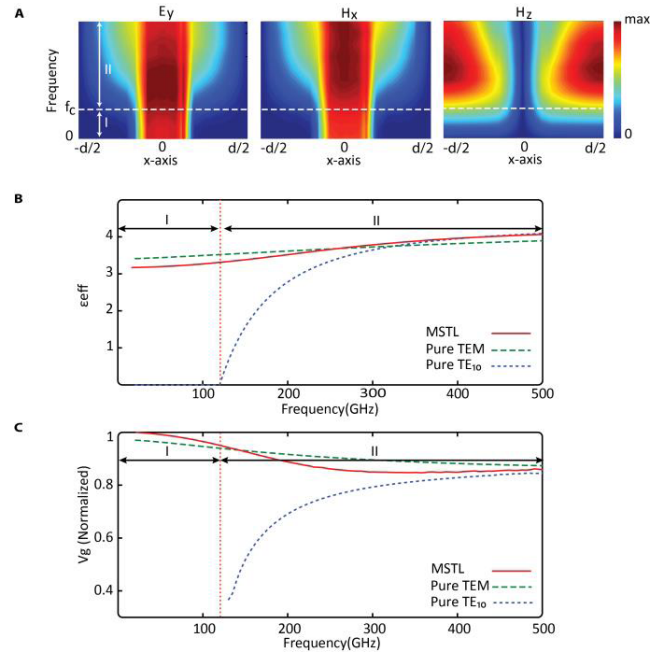 A
Ey
Hx
Hz
max
0
Frequency
II
fc
I
0
-d/2 0 d/2
x-axis
-d/2 0 d/2
x-axis
-d/2 0 d/2
x-axis
B
I
II
εeff
4
3
2
1
MSTL
Pure TEM
Pure TE₁₀
100 200 300 400 500
Frequency(GHz)
C
I
II
Vg (Normalized)
1
0.8
0.6
0.4
MSTL
Pure TEM
Pure TE₁₀
100 200 300 400 500
Frequency(GHz)